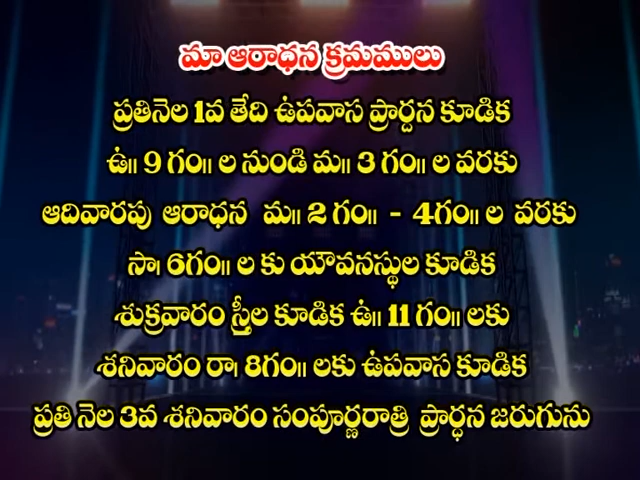 మా ఆరాధన క్రమములు
ప్రతినెల 1వ తేది ఉపవాస ప్రార్దన కూడిక
ఉ॥ 9 గం॥ ల నుండి మ॥ 3 గం॥ ల వరకు
ఆదివారపు ఆరాధన మ॥ 2 గం॥ - 4గం॥ ల వరకు
సా। 6గం॥ ల కు యౌవనస్థుల కూడిక
శుక్రవారం స్త్రీల కూడిక ఉ॥ 11 గం॥ లకు
శనివారం రా। 8గం॥ లకు ఉపవాస కూడిక
ప్రతి నెల 3వ శనివారం సంపూర్ణరాత్రి ప్రార్ధన జరుగును